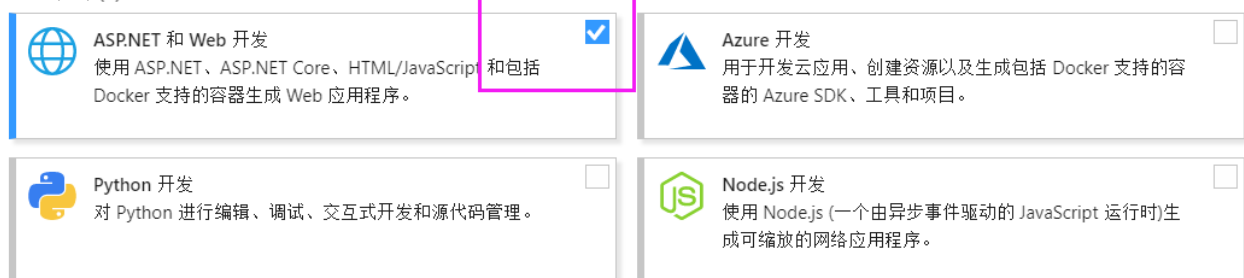 ASP.NET 和 Web 开发
使用 ASP.NET、ASP.NET Core、HTML/JavaScript 和包括
Docker 支持的容器生成 Web 应用程序。
Azure 开发
用于开发云应用、创建资源以及生成包括 Docker 支持的容
器的 Azure SDK、工具和项目。
Python 开发
对 Python 进行编辑、调试、交互式开发和源代码管理。
Node.js 开发
使用 Node.js (一个由异步事件驱动的 JavaScript 运行时)生
成可缩放的网络应用程序。